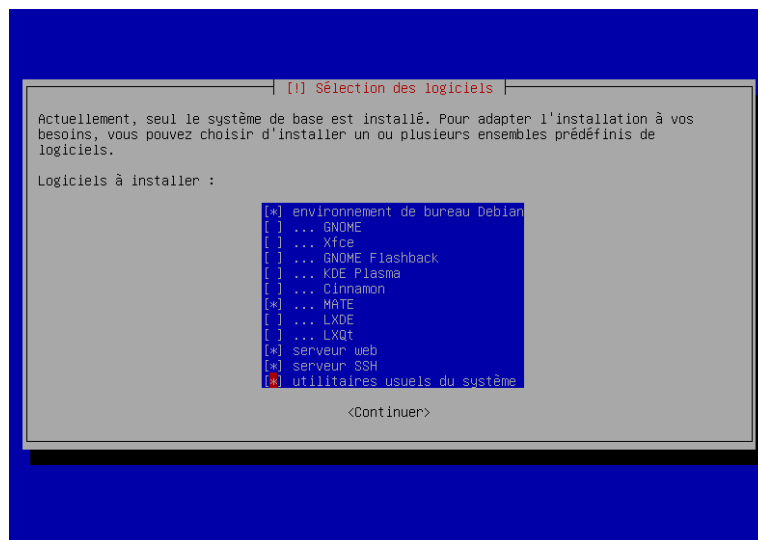 [!] Sélection des logiciels
Actuellement, seul le système de base est installé. Pour adapter l'installation à vos
besoins, vous pouvez choisir d'installer un ou plusieurs ensembles prédéfinis de
logiciels.
Logiciels à installer :
[*] environnement de bureau Debian
[ ] ... GNOME
[ ] ... Xfce
[ ] ... GNOME Flashback
[ ] ... KDE Plasma
[ ] ... Cinnamon
[*] ... MATE
[ ] ... LXDE
[ ] ... LXQt
[*] serveur web
[*] serveur SSH
[*] utilitaires usuels du système
<Continuer>